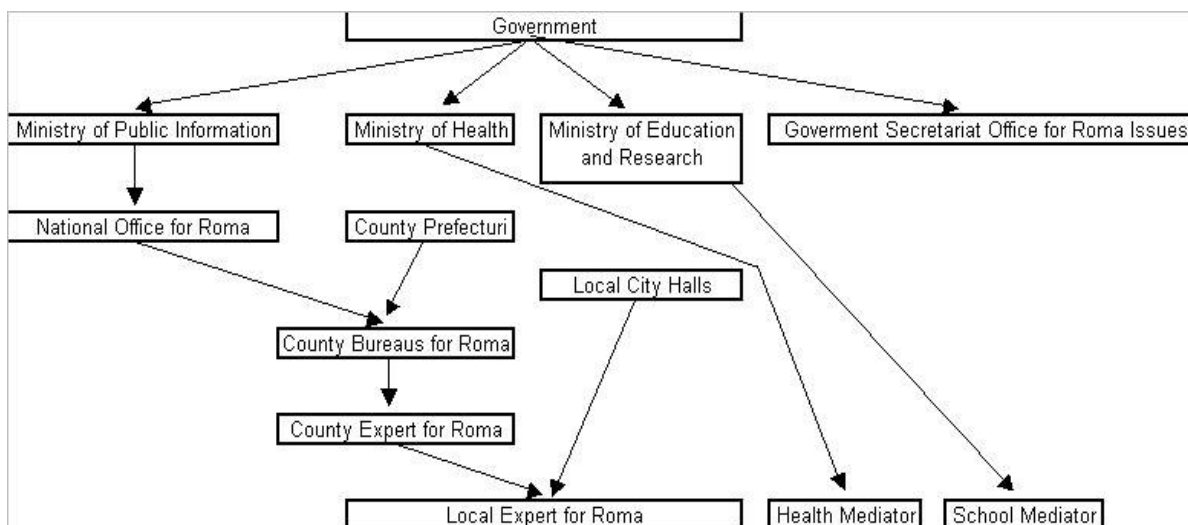 Government
Ministry of Public Information
Ministry of Health
Ministry of Education
and Research
Goverment Secretariat Office for Roma Issues
National Office for Roma
County Prefecturi
Local City Halls
County Bureaus for Roma
County Expert for Roma
Local Expert for Roma
Health Mediator
School Mediator